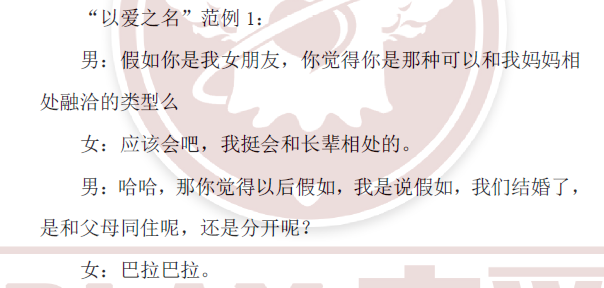 “以爱之名”范例 1：
男：假如你是我女朋友，你觉得你是那种可以和我妈妈相
处融洽的类型么
女：应该会吧，我挺会和长辈相处的。
男：哈哈，那你觉得以后假如，我是说假如，我们结婚了，
是和父母同住呢，还是分开呢？
女：巴拉巴拉。